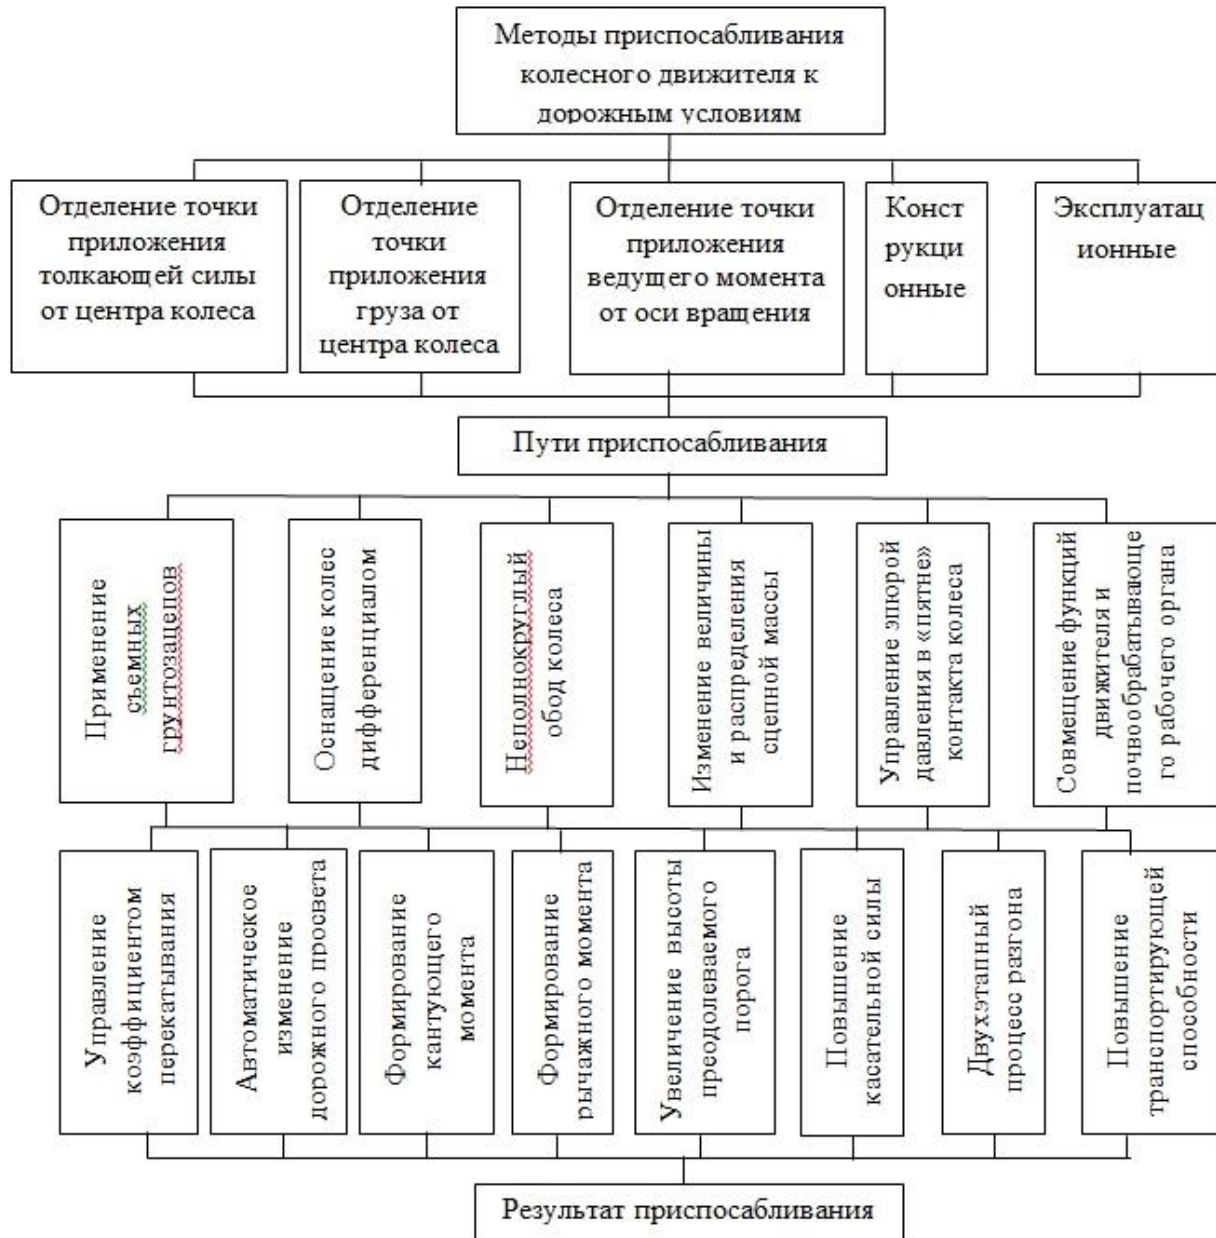 Методы приспосабливания
колесного движителя к
дорожным условиям
Отделение точки
приложения
толкающей силы
от центра колеса
Отделение
точки
приложения
груза от
центра колеса
Отделение точки
приложения
ведущего момента
от оси вращения
Конст
рукци
онные
Эксплуатац
ионные
Пути приспосабливания
Применение
съемных
грунтозацепов
Оснащение колес
дифференциалом
Неполнокруглый
обод колеса
Изменение величины
и распределения
сцепной массы
Управление эпюрой
давления в «пятне»
контакта колеса
Совмещение функций
движителя и
почвообрабатывающе
го рабочего органа
Управление
коэффициентом
перекатывания
Автоматическое
изменение
дорожного просвета
Формирование
кантующего
момента
Формирование
рычажного момента
Увеличение высоты
преодолеваемого
порога
Повышение
касательной силы
Двухэтапный
процесс разгона
Повышение
транспортирующей
способности
Результат приспосабливания